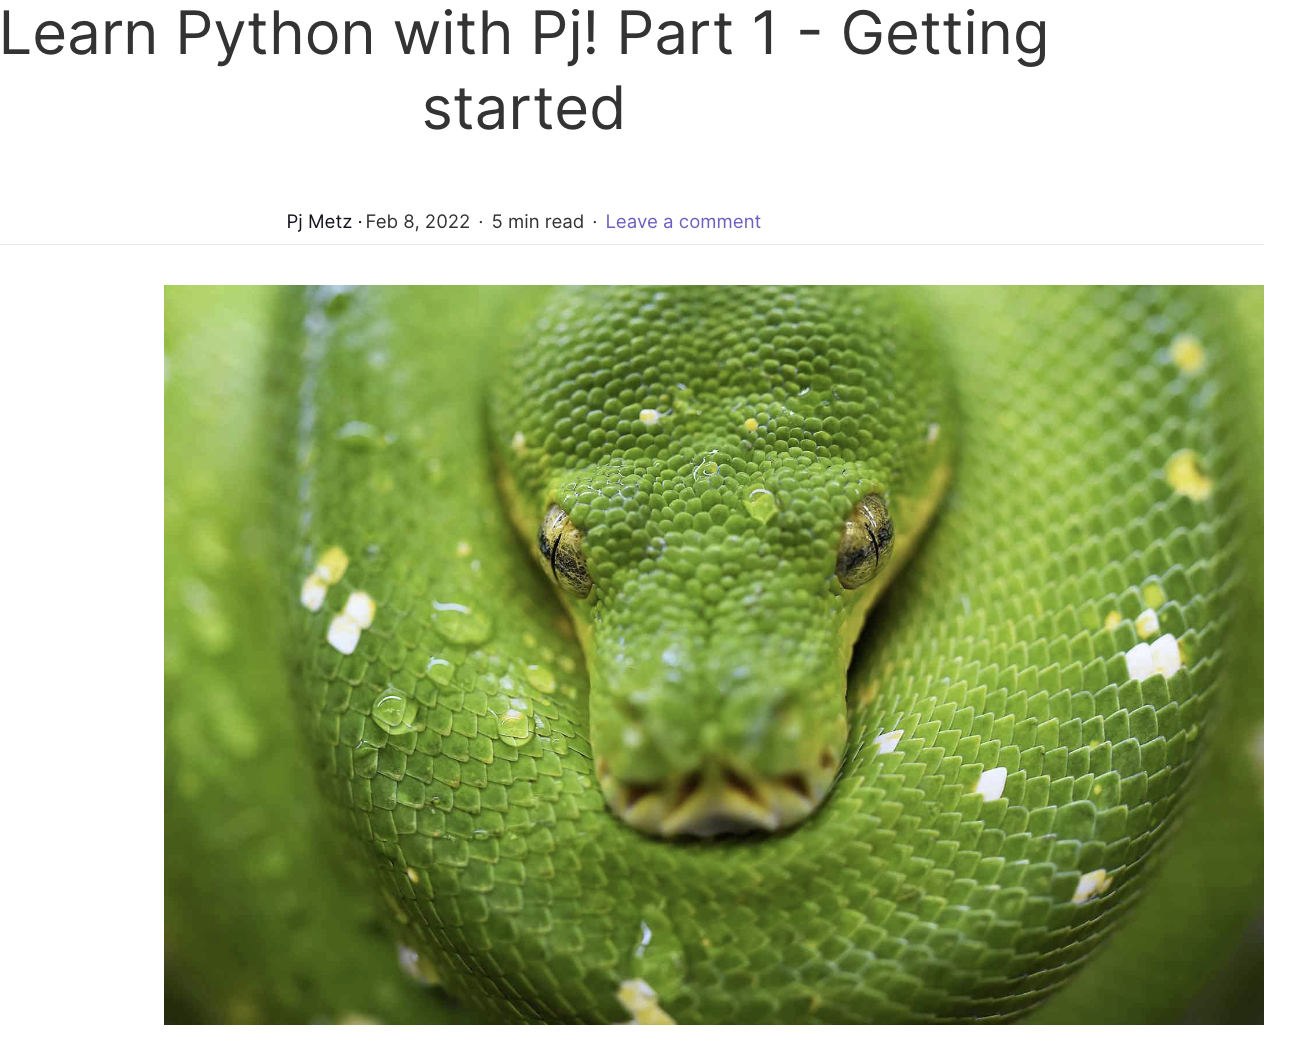 Learn Python with Pj! Part 1 - Getting
started
Pj Metz · Feb 8, 2022 · 5 min read · Leave a comment